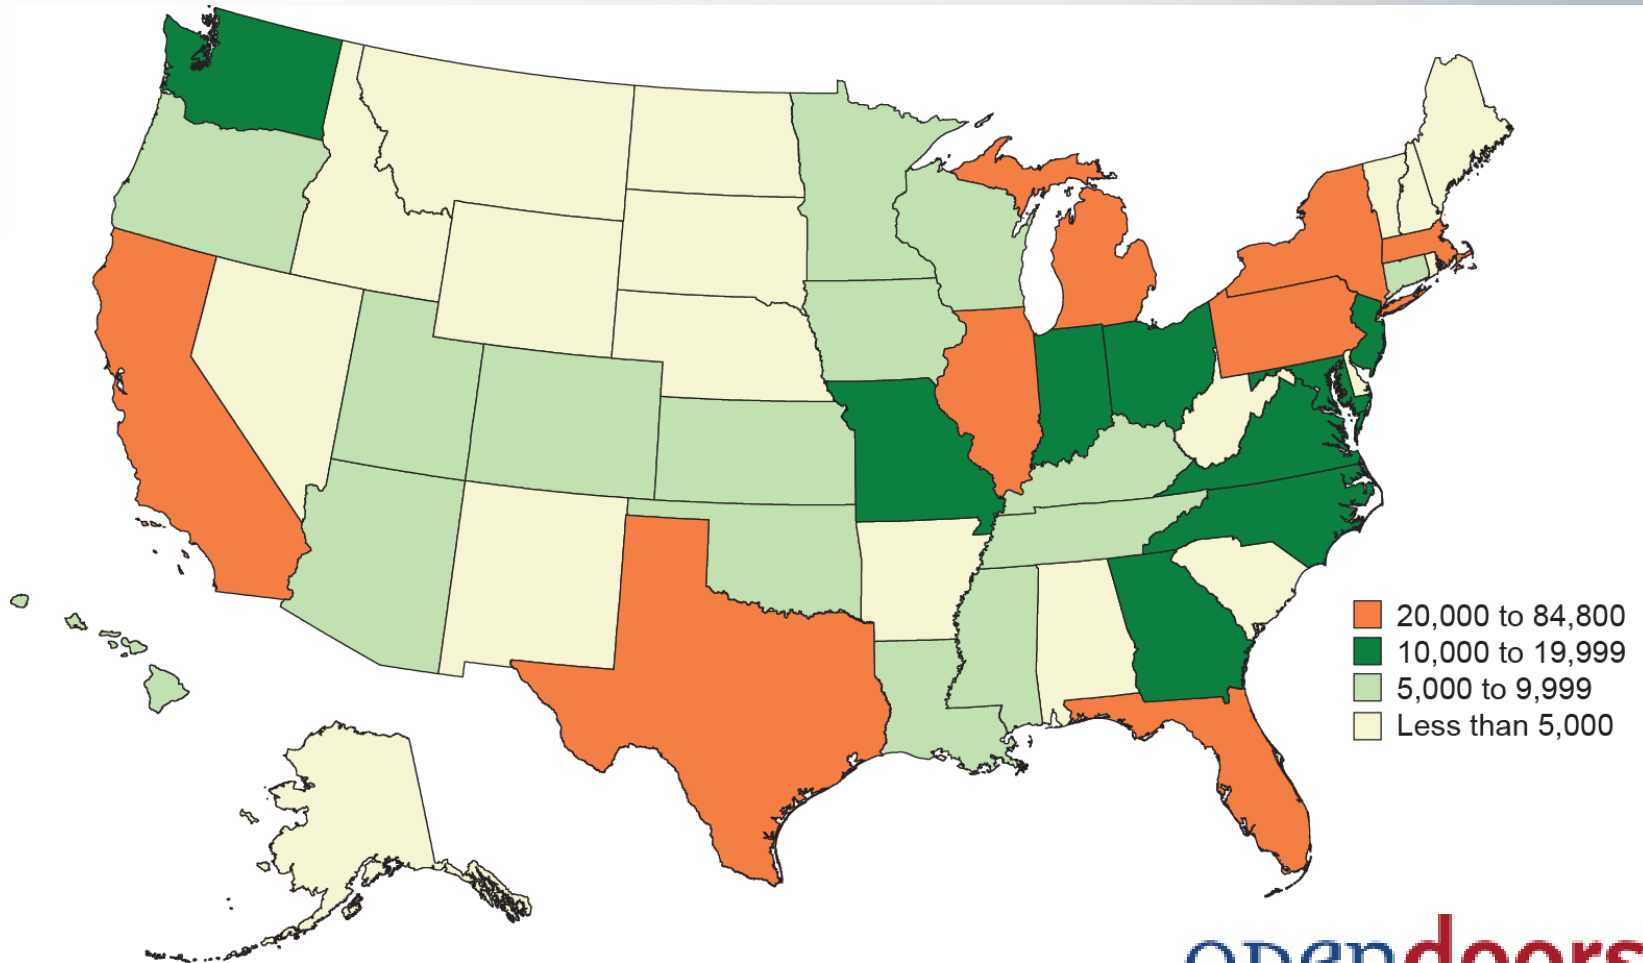 20,000 to 84,800
10,000 to 19,999
5,000 to 9,999
Less than 5,000
opendoors